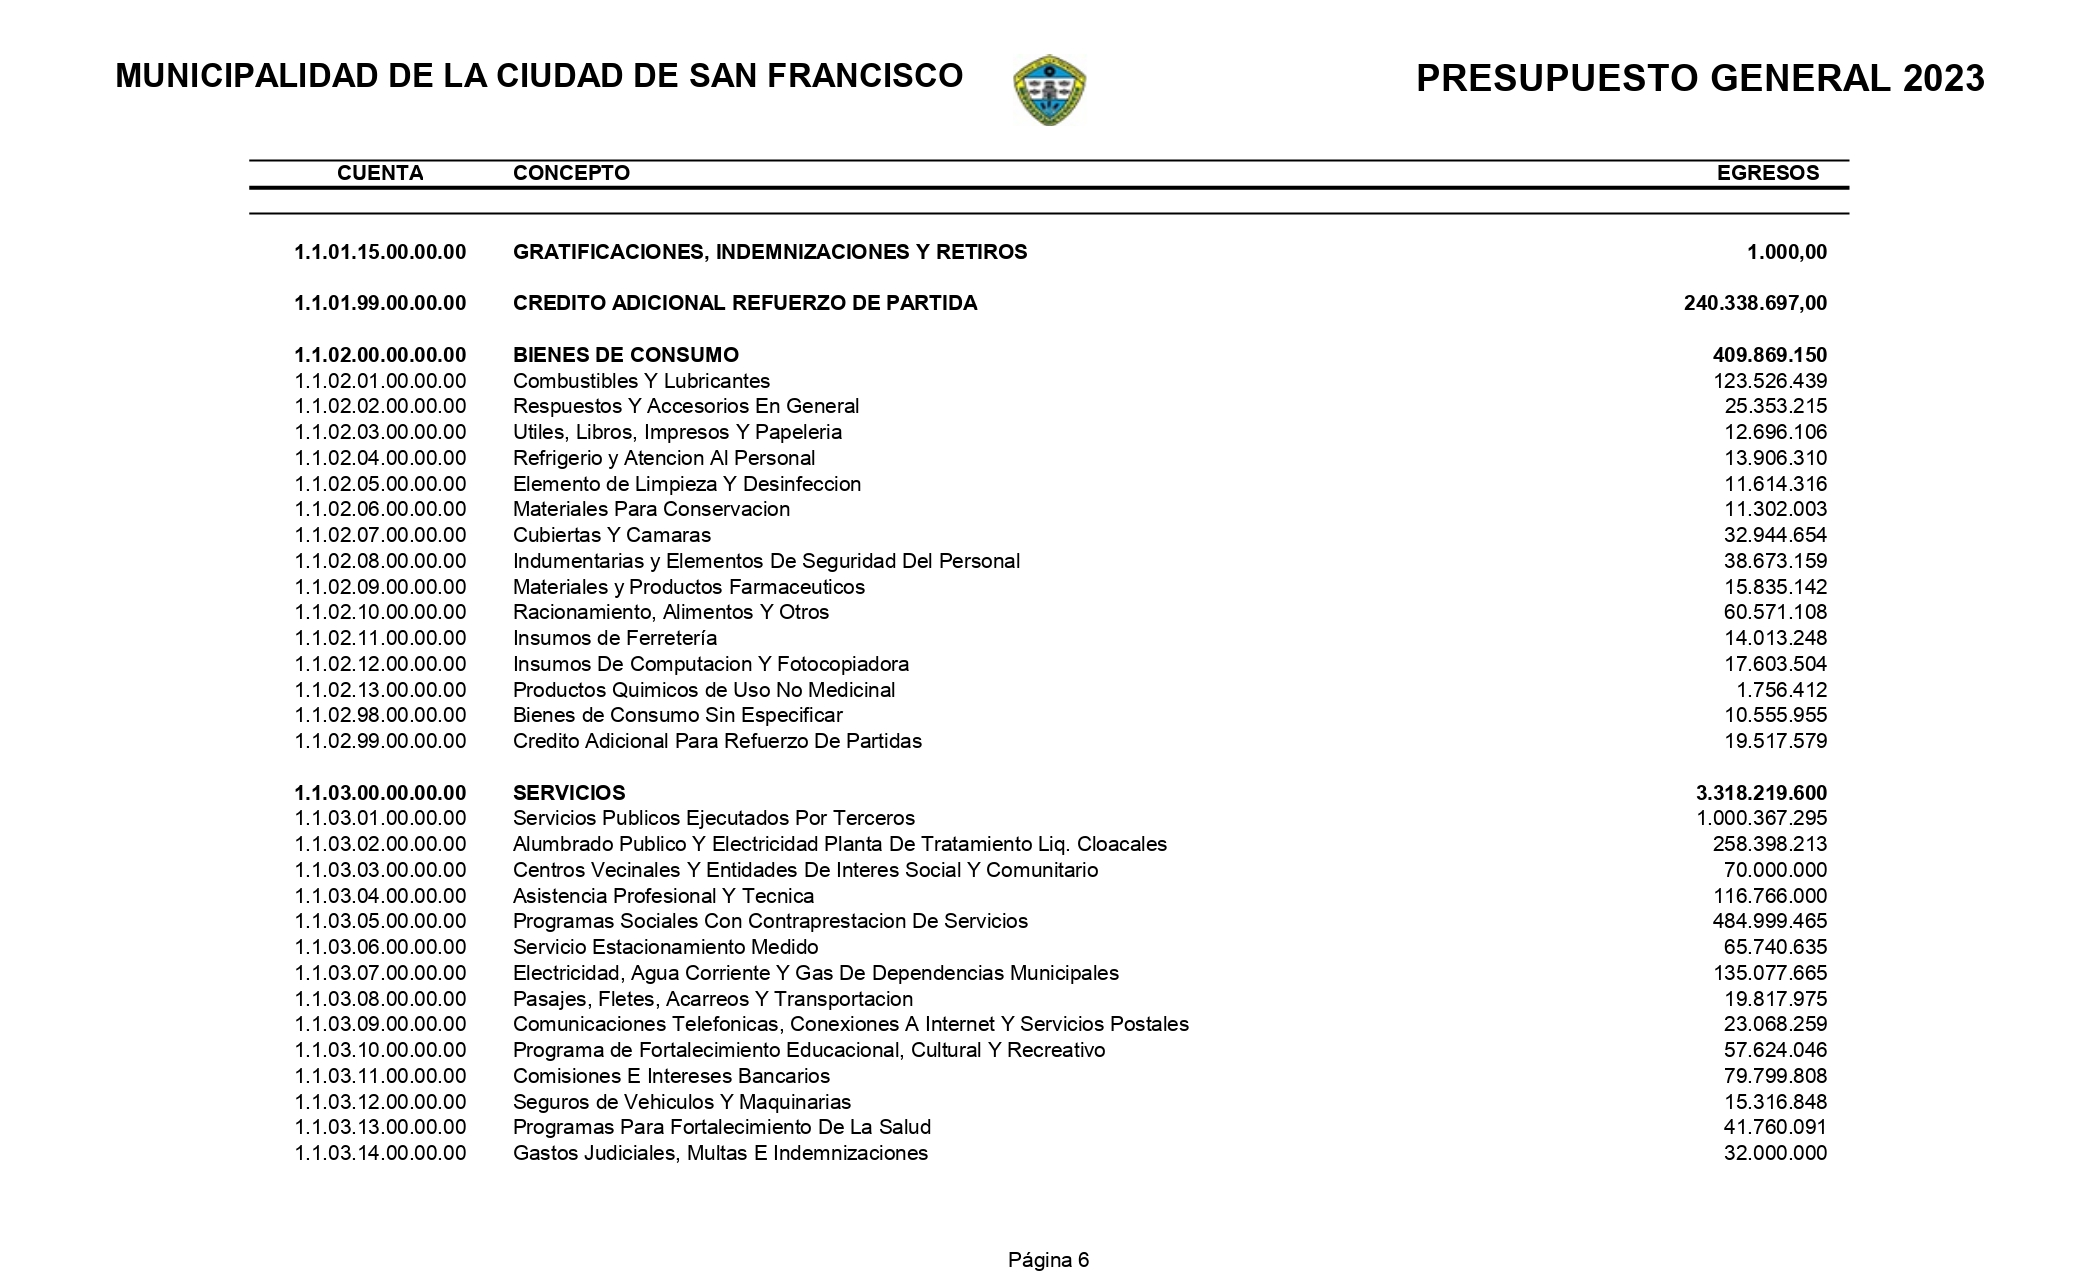 MUNICIPALIDAD DE LA CIUDAD DE SAN FRANCISCO PRESUPUESTO GENERAL 2023
CUENTA CONCEPTO EGRESOS
1.1.01.15.00.00.00 GRATIFICACIONES, INDEMNIZACIONES Y RETIROS 1.000,00
1.1.01.99.00.00.00 CREDITO ADICIONAL REFUERZO DE PARTIDA 240.338.697,00
1.1.02.00.00.00.00 BIENES DE CONSUMO 409.869.150
1.1.02.01.00.00.00 Combustibles Y Lubricantes 123.526.439
1.1.02.02.00.00.00 Respuestos Y Accesorios En General 25.353.215
1.1.02.03.00.00.00 Utiles, Libros, Impresos Y Papeleria 12.696.106
1.1.02.04.00.00.00 Refrigerio y Atencion Al Personal 13.906.310
1.1.02.05.00.00.00 Elemento de Limpieza Y Desinfeccion 11.614.316
1.1.02.06.00.00.00 Materiales Para Conservacion 11.302.003
1.1.02.07.00.00.00 Cubiertas Y Camaras 32.944.654
1.1.02.08.00.00.00 Indumentarias y Elementos De Seguridad Del Personal 38.673.159
1.1.02.09.00.00.00 Materiales y Productos Farmaceuticos 15.835.142
1.1.02.10.00.00.00 Racionamiento, Alimentos Y Otros 60.571.108
1.1.02.11.00.00.00 Insumos de Ferretería 14.013.248
1.1.02.12.00.00.00 Insumos De Computacion Y Fotocopiadora 17.603.504
1.1.02.13.00.00.00 Productos Quimicos de Uso No Medicinal 1.756.412
1.1.02.98.00.00.00 Bienes de Consumo Sin Especificar 10.555.955
1.1.02.99.00.00.00 Credito Adicional Para Refuerzo De Partidas 19.517.579
1.1.03.00.00.00.00 SERVICIOS 3.318.219.600
1.1.03.01.00.00.00 Servicios Publicos Ejecutados Por Terceros 1.000.367.295
1.1.03.02.00.00.00 Alumbrado Publico Y Electricidad Planta De Tratamiento Liq. Cloacales 258.398.213
1.1.03.03.00.00.00 Centros Vecinales Y Entidades De Interes Social Y Comunitario 70.000.000
1.1.03.04.00.00.00 Asistencia Profesional Y Tecnica 116.766.000
1.1.03.05.00.00.00 Programas Sociales Con Contraprestacion De Servicios 484.999.465
1.1.03.06.00.00.00 Servicio Estacionamiento Medido 65.740.635
1.1.03.07.00.00.00 Electricidad, Agua Corriente Y Gas De Dependencias Municipales 135.077.665
1.1.03.08.00.00.00 Pasajes, Fletes, Acarreos Y Transportacion 19.817.975
1.1.03.09.00.00.00 Comunicaciones Telefonicas, Conexiones A Internet Y Servicios Postales 23.068.259
1.1.03.10.00.00.00 Programa de Fortalecimiento Educacional, Cultural Y Recreativo 57.624.046
1.1.03.11.00.00.00 Comisiones E Intereses Bancarios 79.799.808
1.1.03.12.00.00.00 Seguros de Vehiculos Y Maquinarias 15.316.848
1.1.03.13.00.00.00 Programas Para Fortalecimiento De La Salud 41.760.091
1.1.03.14.00.00.00 Gastos Judiciales, Multas E Indemnizaciones 32.000.000
Página 6